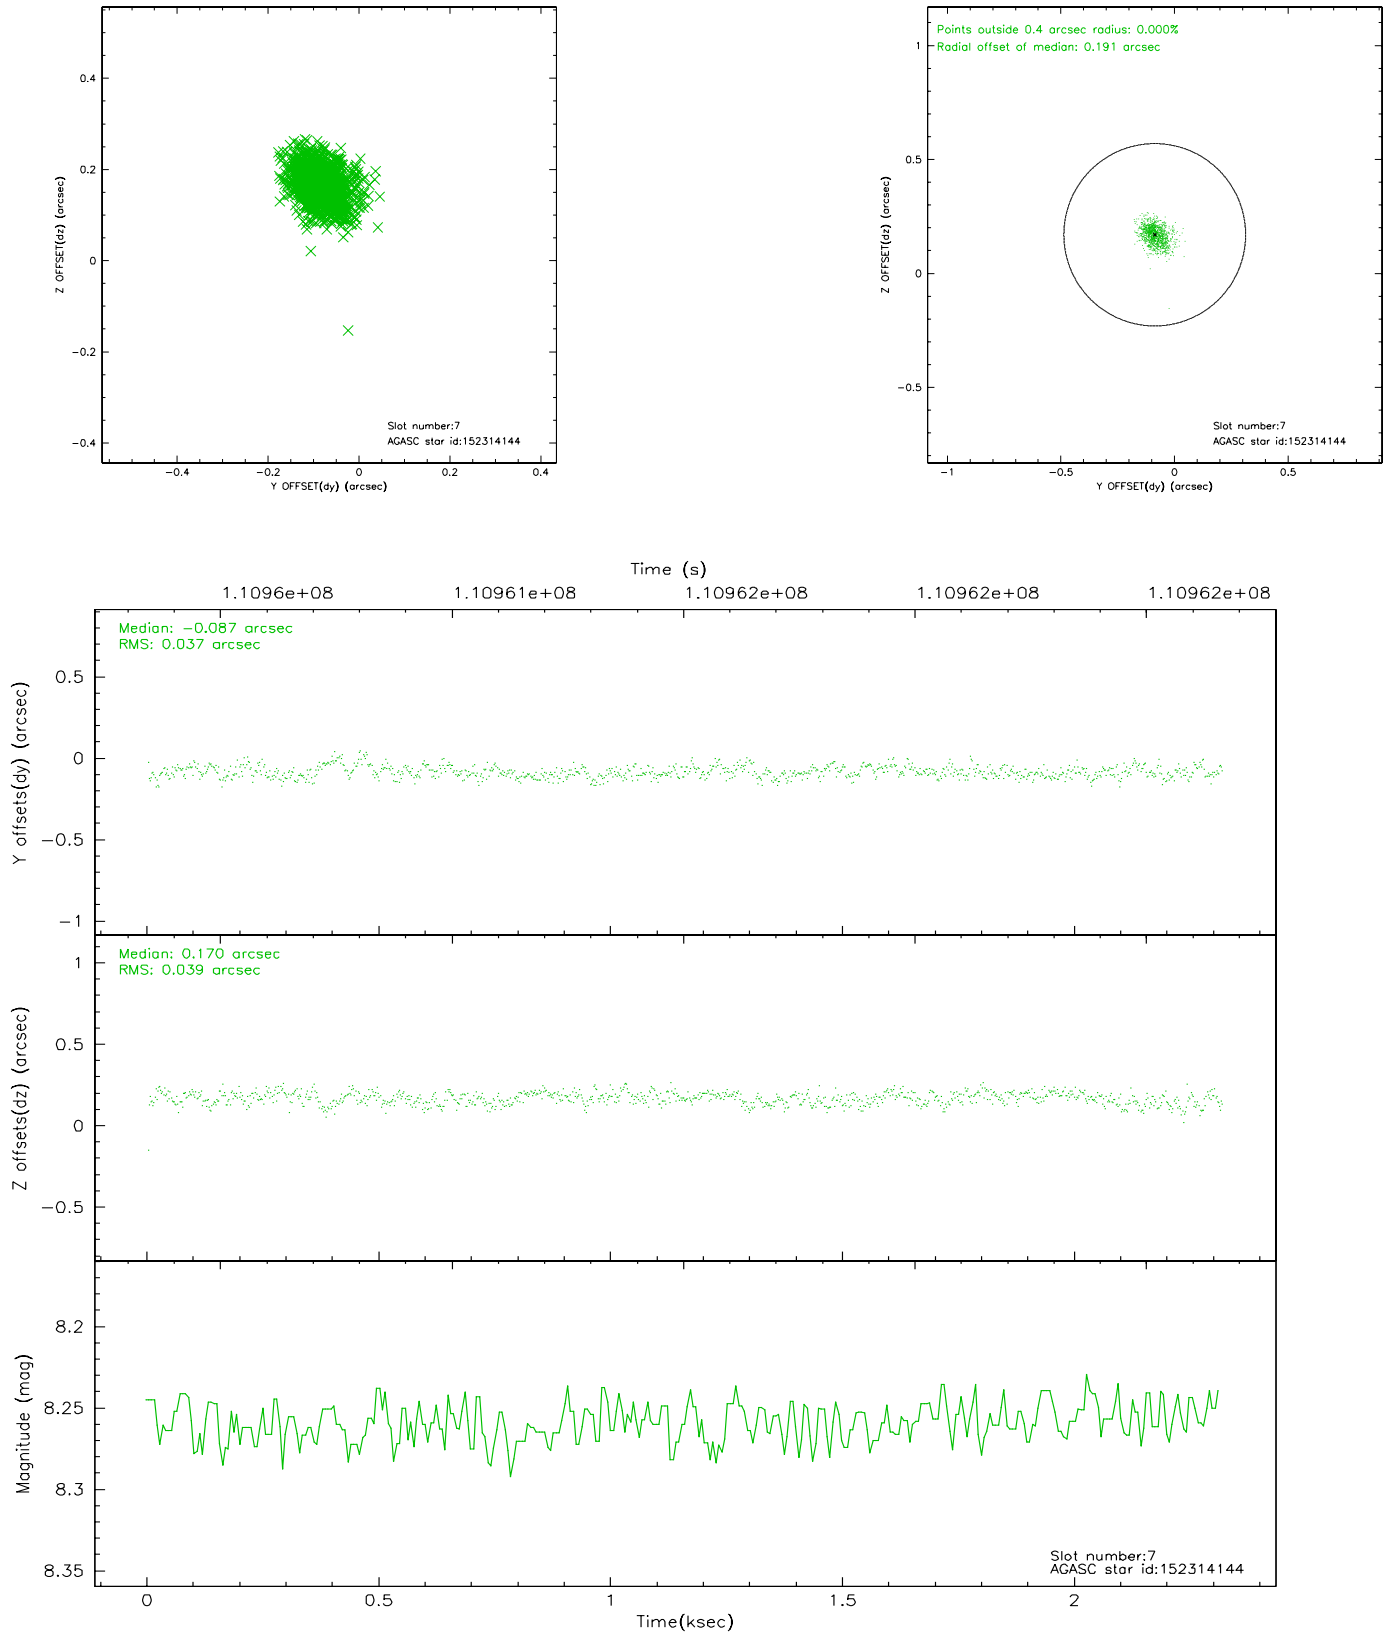 0.4
0.2
0
−0.2
−0.4
Z OFFSET(dz) (arcsec)
Slot number:7
AGASC star id:152314144
−0.4 −0.2 0 0.2 0.4
Y OFFSET(dy) (arcsec)
Points outside 0.4 arcsec radius: 0.000%
Radial offset of median: 0.191 arcsec
1
0.5
0
−0.5
Z OFFSET(dz) (arcsec)
Slot number:7
AGASC star id:152314144
−1 −0.5 0 0.5
Y OFFSET(dy) (arcsec)
Time (s)
1.1096e+08 1.10961e+08 1.10962e+08 1.10962e+08 1.10962e+08
Median: −0.087 arcsec
RMS: 0.037 arcsec
0.5
0
−0.5
−1
Y offsets(dy) (arcsec)
Median: 0.170 arcsec
RMS: 0.039 arcsec
1
0.5
0
−0.5
Z offsets(dz) (arcsec)
8.2
8.25
8.3
8.35
Magnitude (mag)
Slot number:7
AGASC star id:152314144
0 0.5 1 1.5 2
Time(ksec)